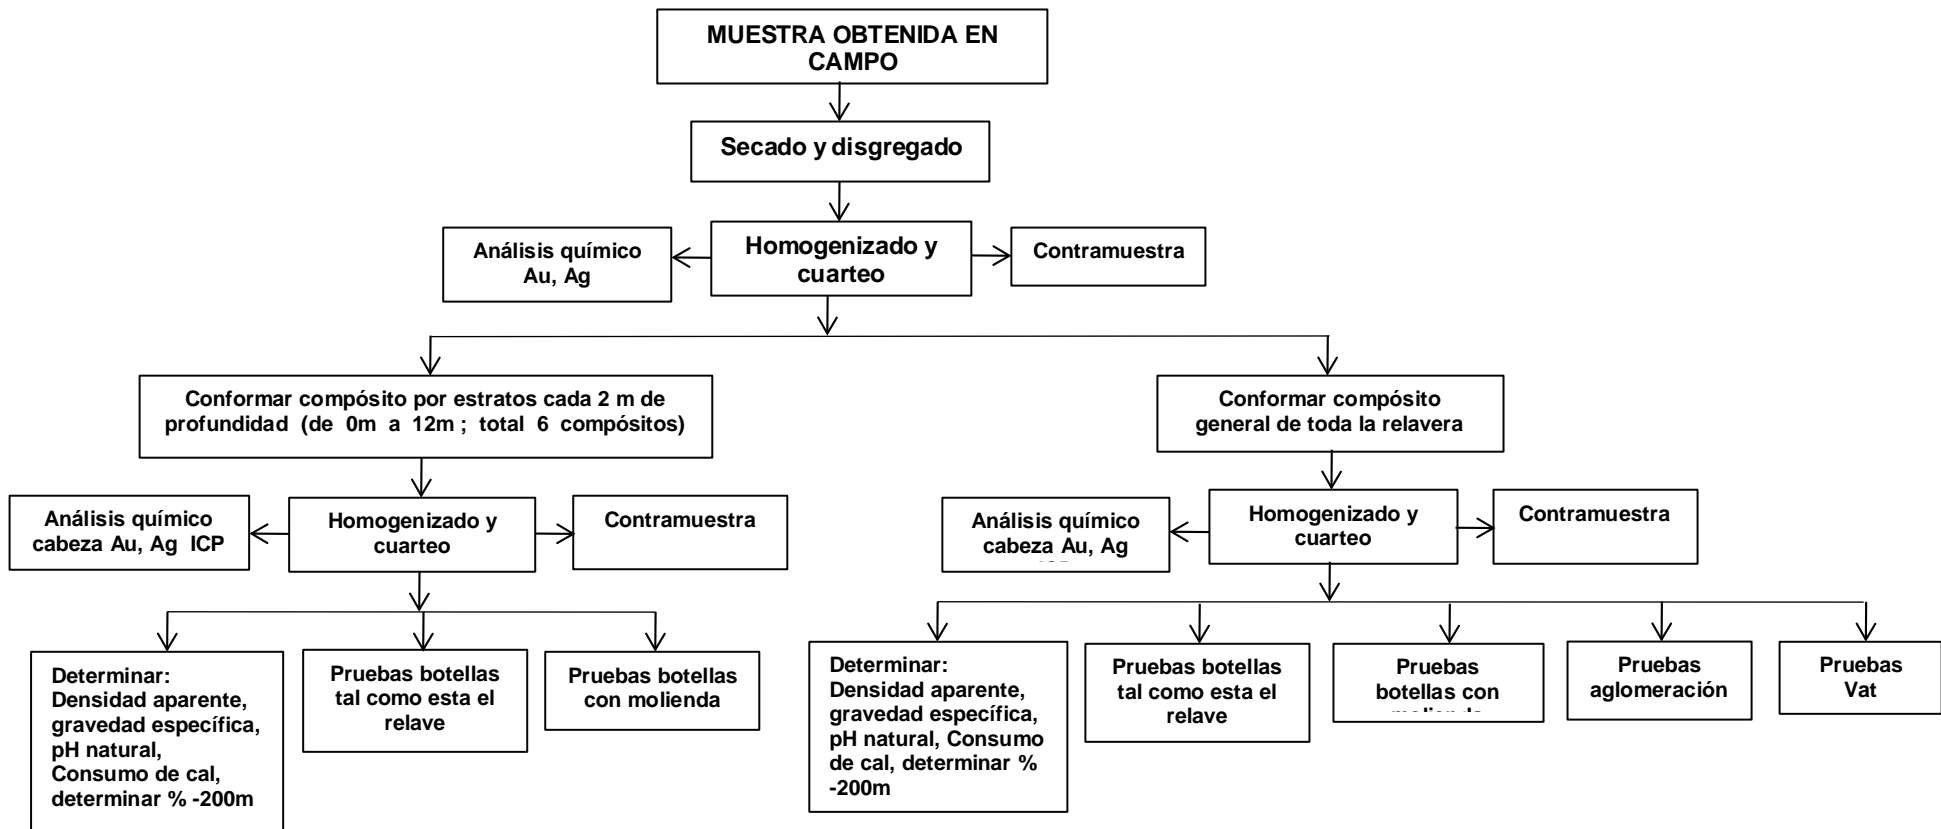 MUESTRA OBTENIDA EN
CAMPO
Secado y disgregado
Homogenizado y
cuarteo
Análisis químico
Au, Ag
Contramuestra
Conformar compósito por estratos cada 2 m de
profundidad (de 0m a 12m ; total 6 compósitos)
Conformar compósito
general de toda la relavera
Análisis químico
cabeza Au, Ag ICP
Homogenizado y
cuarteo
Contramuestra
Análisis químico
cabeza Au, Ag
Homogenizado y
cuarteo
Contramuestra
Determinar:
Densidad aparente,
gravedad específica,
pH natural,
Consumo de cal,
determinar % -200m
Pruebas botellas
tal como esta el
relave
Pruebas botellas
con molienda
Determinar:
Densidad aparente,
gravedad específica,
pH natural, Consumo
de cal, determinar %
-200m
Pruebas botellas
tal como esta el
relave
Pruebas
botellas con
Pruebas
aglomeración
Pruebas
Vat